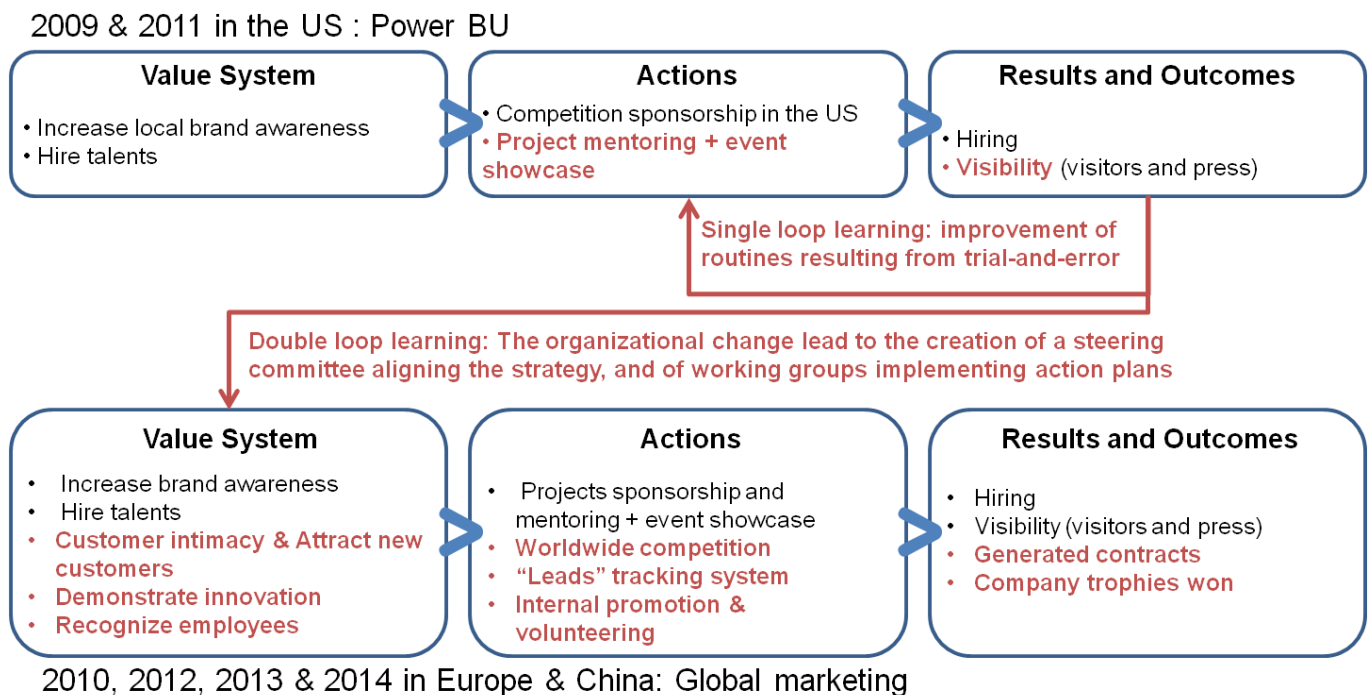 2009 & 2011 in the US : Power BU
Value System
• Increase local brand awareness
• Hire talents
Actions
• Competition sponsorship in the US
• Project mentoring + event
showcase
Results and Outcomes
• Hiring
• Visibility (visitors and press)
Single loop learning: improvement of
routines resulting from trial-and-error
Double loop learning: The organizational change lead to the creation of a steering
committee aligning the strategy, and of working groups implementing action plans
Value System
• Increase brand awareness
• Hire talents
• Customer intimacy & Attract new
customers
• Demonstrate innovation
• Recognize employees
Actions
• Projects sponsorship and
mentoring + event showcase
• Worldwide competition
• “Leads” tracking system
• Internal promotion &
volunteering
Results and Outcomes
• Hiring
• Visibility (visitors and press)
• Generated contracts
• Company trophies won
2010, 2012, 2013 & 2014 in Europe & China: Global marketing